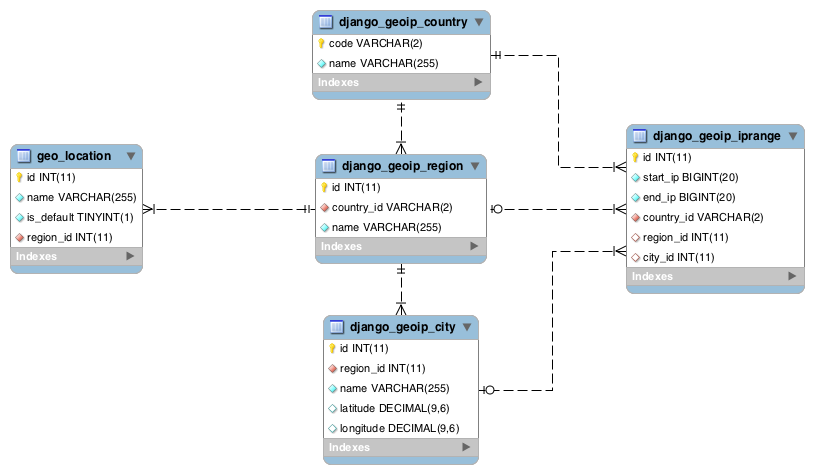 django_geoip_country
code VARCHAR(2)
name VARCHAR(255)
Indexes
geo_location
id INT(11)
name VARCHAR(255)
is_default TINYINT(1)
region_id INT(11)
Indexes
django_geoip_region
id INT(11)
country_id VARCHAR(2)
name VARCHAR(255)
Indexes
django_geoip_iprange
id INT(11)
start_ip BIGINT(20)
end_ip BIGINT(20)
country_id VARCHAR(2)
region_id INT(11)
city_id INT(11)
Indexes
django_geoip_city
id INT(11)
region_id INT(11)
name VARCHAR(255)
latitude DECIMAL(9,6)
longitude DECIMAL(9,6)
Indexes